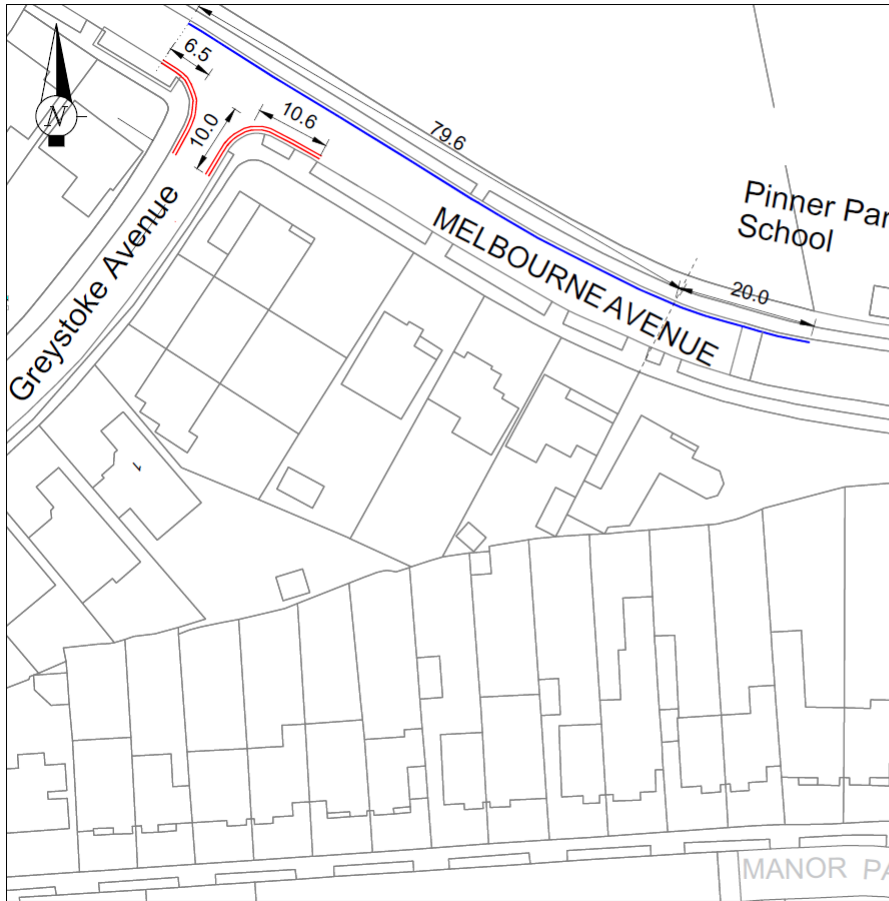 6.5
N
10.0
10.6
79.6
Pinner Par
School
MELBOURNE AVENUE
20.0
Greystoke Avenue
1
MANOR PA